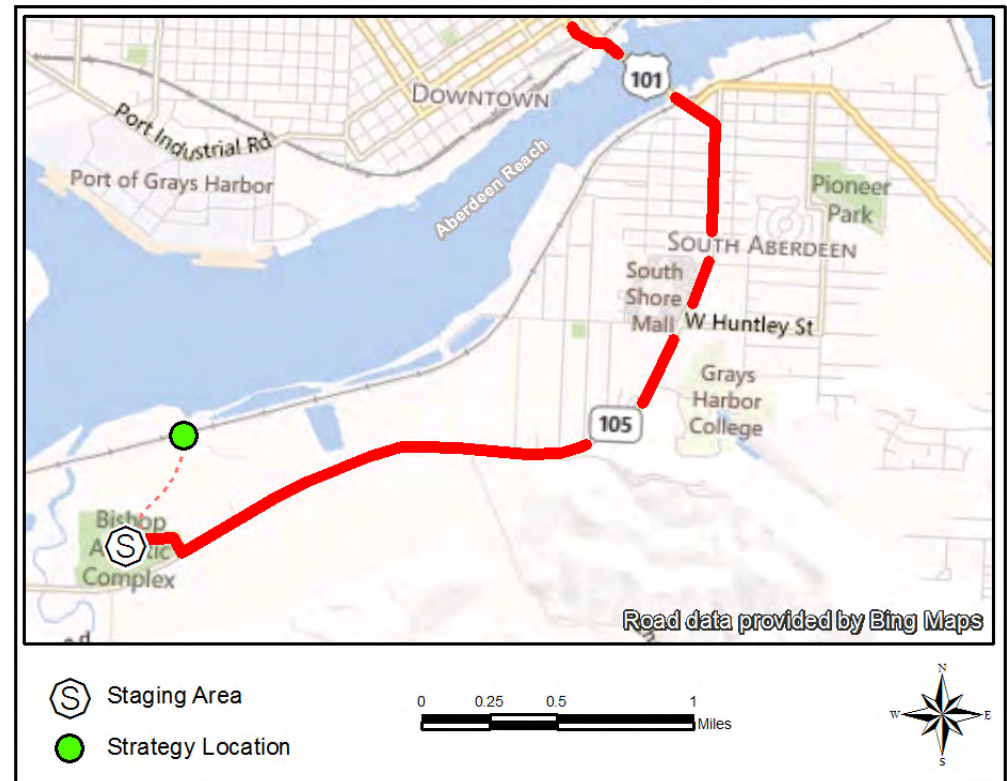 101
DOWNTOWN
Port Industrial Rd
Port of Grays Harbor
Aberdeen Reach
Pioneer
Park
SOUTH ABERDEEN
South
Shore
Mall
W Huntley St
Grays
Harbor
College
105
Bishop
S
Complex
Road data provided by Bing Maps
S Staging Area
Strategy Location
0 0.25 0.5 1
Miles
N
W E
S